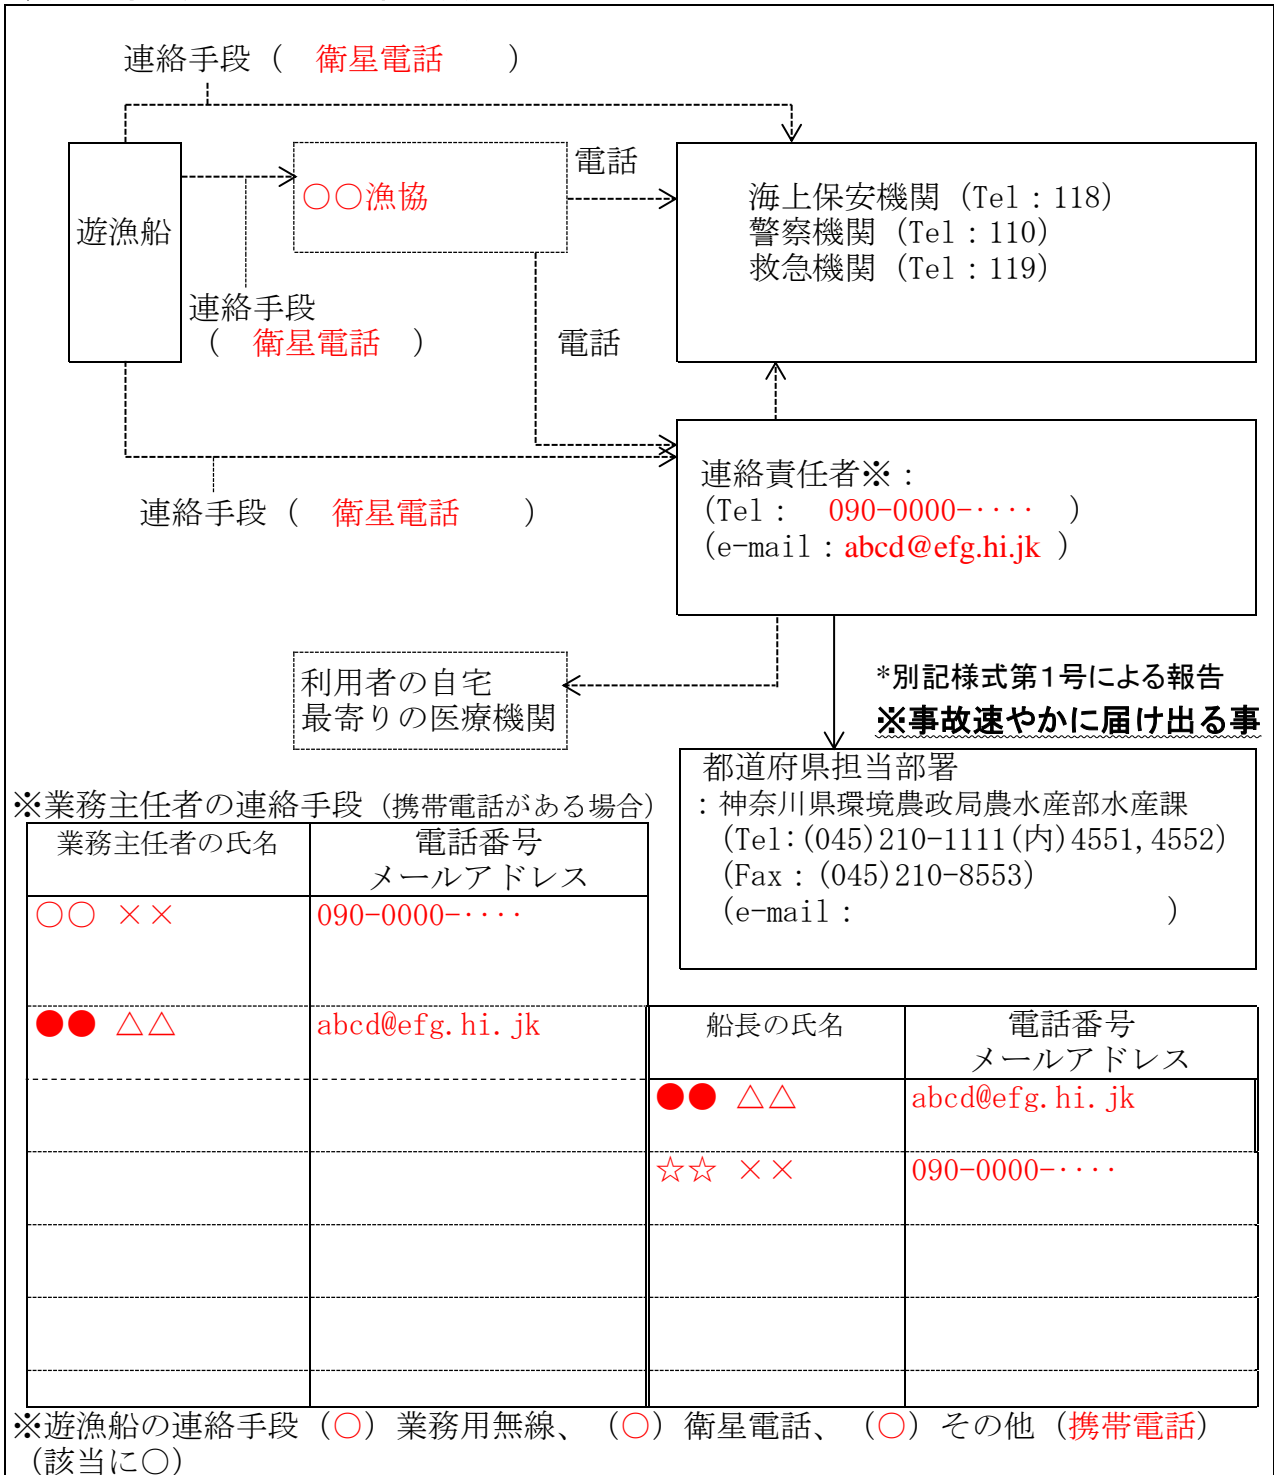 連絡手段（　衛星電話　　）
遊漁船
○○漁協
電話
海上保安機関（Tel：118）
警察機関（Tel：110）
救急機関（Tel：119）
連絡手段
（　衛星電話　）
電話
連絡責任者※：
(Tel：　090-0000-‥‥　)
(e-mail：abcd@efg.hi.jk )
連絡手段（　衛星電話　　）
利用者の自宅
最寄りの医療機関
*別記様式第１号による報告
※事故速やかに届け出る事
都道府県担当部署
：神奈川県環境農政局農水産部水産課
(Tel：(045)210-1111(内)4551,4552)
(Fax：(045)210-8553)
(e-mail：　　　　　　　　　　)
※業務主任者の連絡手段（携帯電話がある場合）
業務主任者の氏名　電話番号
メールアドレス
○○ ××　090-0000-‥‥
●● △△　abcd@efg.hi.jk
船長の氏名　電話番号
メールアドレス
●● △△　abcd@efg.hi.jk
☆☆ ××　090-0000-‥‥
※遊漁船の連絡手段（○）業務用無線、（○）衛星電話、（○）その他（携帯電話）
（該当に○）